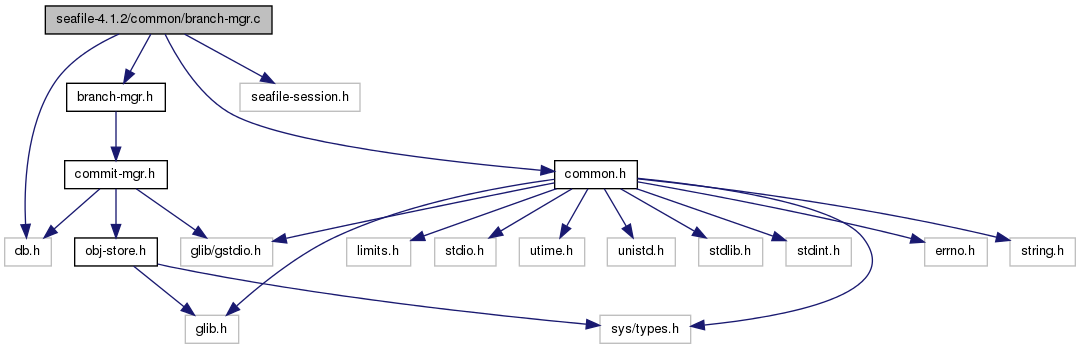 seafile-4.1.2/common/branch-mgr.c
branch-mgr.h
seafile-session.h
commit-mgr.h
common.h
db.h
obj-store.h
glib/gstdio.h
limits.h
stdio.h
utime.h
unistd.h
stdlib.h
stdint.h
errno.h
string.h
glib.h
sys/types.h